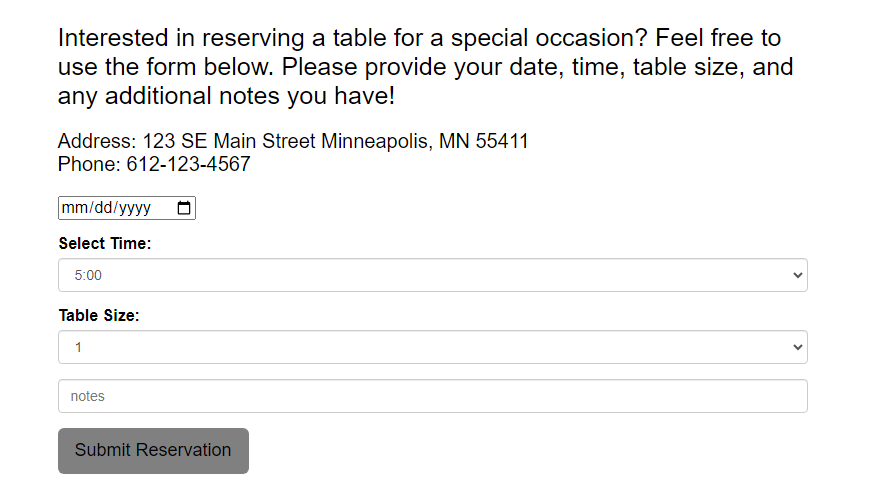 Interested in reserving a table for a special occasion? Feel free to
use the form below. Please provide your date, time, table size, and
any additional notes you have!
Address: 123 SE Main Street Minneapolis, MN 55411
Phone: 612-123-4567
mm/dd/yyyy
Select Time:
5:00
Table Size:
1
notes
Submit Reservation